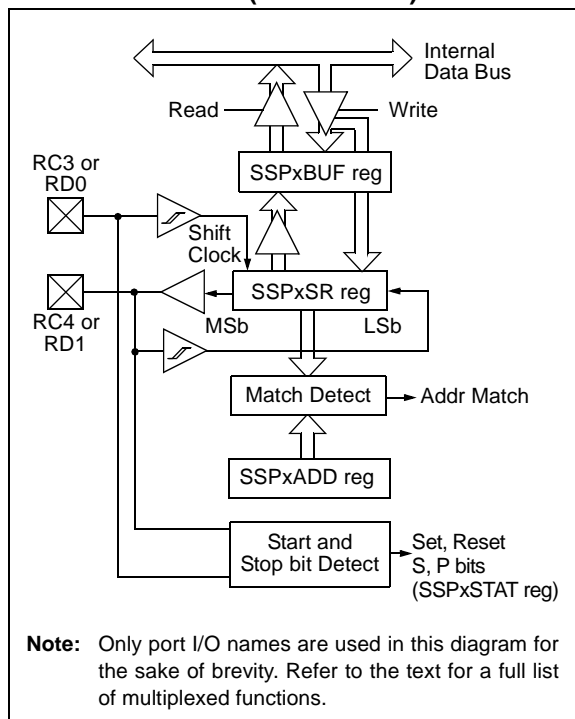 Internal
Data Bus
Read
Write
SSPxBUF reg
RC3 or
RD0
Shift
Clock
SSPxSR reg
MSb
LSb
RC4 or
RD1
Match Detect
Addr Match
SSPxADD reg
Start and
Stop bit Detect
Set, Reset
S, P bits
(SSPxSTAT reg)
Note: Only port I/O names are used in this diagram for
the sake of brevity. Refer to the text for a full list
of multiplexed functions.